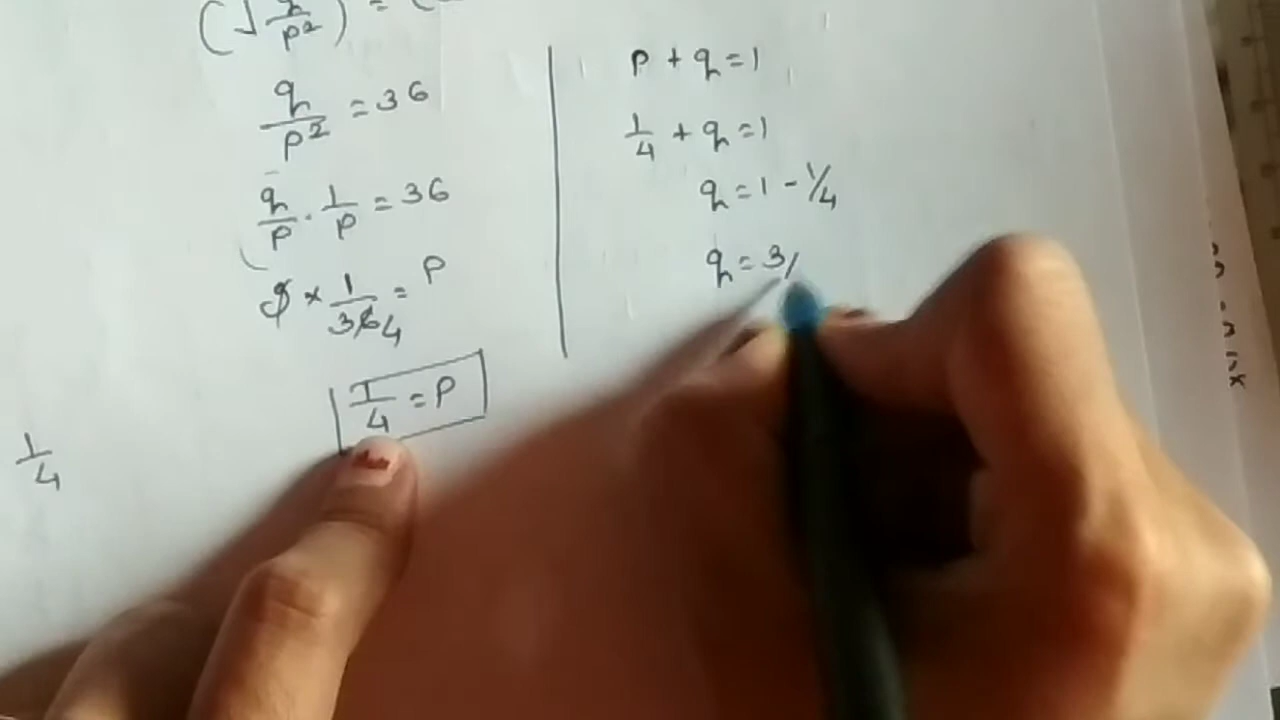 (√q/p²) = (
q/p² = 36
q/p · 1/p = 36
9 × 1/36 4 = P
1/4 = P
1/4
P + q = 1
1/4 + q = 1
q = 1 - 1/4
q = 3/